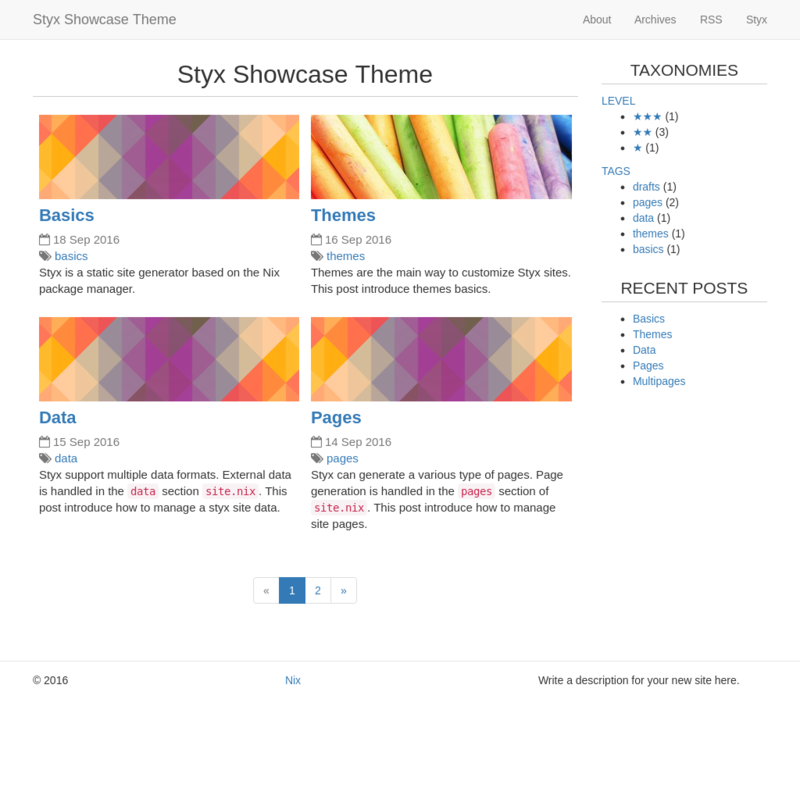 Styx Showcase Theme
About Archives RSS Styx
Styx Showcase Theme
Basics
18 Sep 2016
basics
Styx is a static site generator based on the Nix
package manager.
Themes
16 Sep 2016
themes
Themes are the main way to customize Styx sites.
This post introduce themes basics.
Data
15 Sep 2016
data
Styx support multiple data formats. External data
is handled in the data section site.nix. This
post introduce how to manage a styx site data.
Pages
14 Sep 2016
pages
Styx can generate a various type of pages. Page
generation is handled in the pages section of
site.nix. This post introduce how to manage
site pages.
« 1 2 »
TAXONOMIES
LEVEL
★★★ (1)
★★ (3)
★ (1)
TAGS
drafts (1)
pages (2)
data (1)
themes (1)
basics (1)
RECENT POSTS
Basics
Themes
Data
Pages
Multipages
© 2016
Nix
Write a description for your new site here.